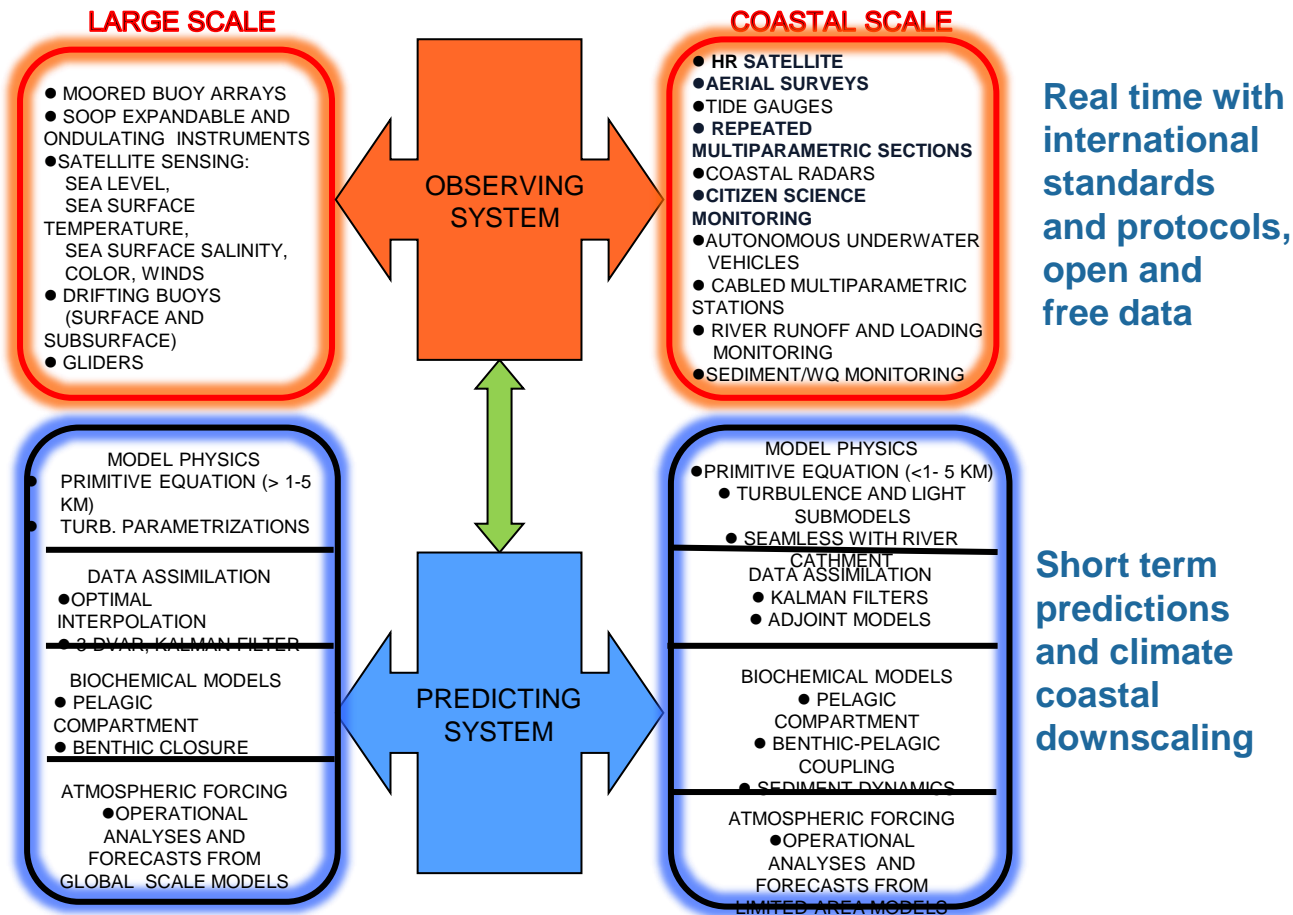 LARGE SCALE
● MOORED BUOY ARRAYS
● SOOP EXPANDABLE AND
ONDULATING INSTRUMENTS
●SATELLITE SENSING:
SEA LEVEL,
SEA SURFACE
TEMPERATURE,
SEA SURFACE SALINITY,
COLOR, WINDS
● DRIFTING BUOYS
(SURFACE AND
SUBSURFACE)
● GLIDERS
OBSERVING
SYSTEM
COASTAL SCALE
● HR SATELLITE
●AERIAL SURVEYS
●TIDE GAUGES
● REPEATED
MULTIPARAMETRIC SECTIONS
●COASTAL RADARS
●CITIZEN SCIENCE
MONITORING
●AUTONOMOUS UNDERWATER
VEHICLES
● CABLED MULTIPARAMETRIC
STATIONS
● RIVER RUNOFF AND LOADING
MONITORING
●SEDIMENT/WQ MONITORING
Real time with
international
standards
and protocols,
open and
free data
MODEL PHYSICS
● PRIMITIVE EQUATION (> 1-5
KM)
● TURB. PARAMETRIZATIONS
DATA ASSIMILATION
●OPTIMAL
INTERPOLATION
● 3-DVAR, KALMAN FILTER
BIOCHEMICAL MODELS
● PELAGIC
COMPARTMENT
● BENTHIC CLOSURE
ATMOSPHERIC FORCING
●OPERATIONAL
ANALYSES AND
FORECASTS FROM
GLOBAL SCALE MODELS
PREDICTING
SYSTEM
MODEL PHYSICS
●PRIMITIVE EQUATION (<1- 5 KM)
● TURBULENCE AND LIGHT
SUBMODELS
● SEAMLESS WITH RIVER
CATHMENT
DATA ASSIMILATION
● KALMAN FILTERS
● ADJOINT MODELS
BIOCHEMICAL MODELS
● PELAGIC
COMPARTMENT
● BENTHIC-PELAGIC
COUPLING
● SEDIMENT DYNAMICS
ATMOSPHERIC FORCING
●OPERATIONAL
ANALYSES AND
FORECASTS FROM
LIMITED AREA MODELS
Short term
predictions
and climate
coastal
downscaling